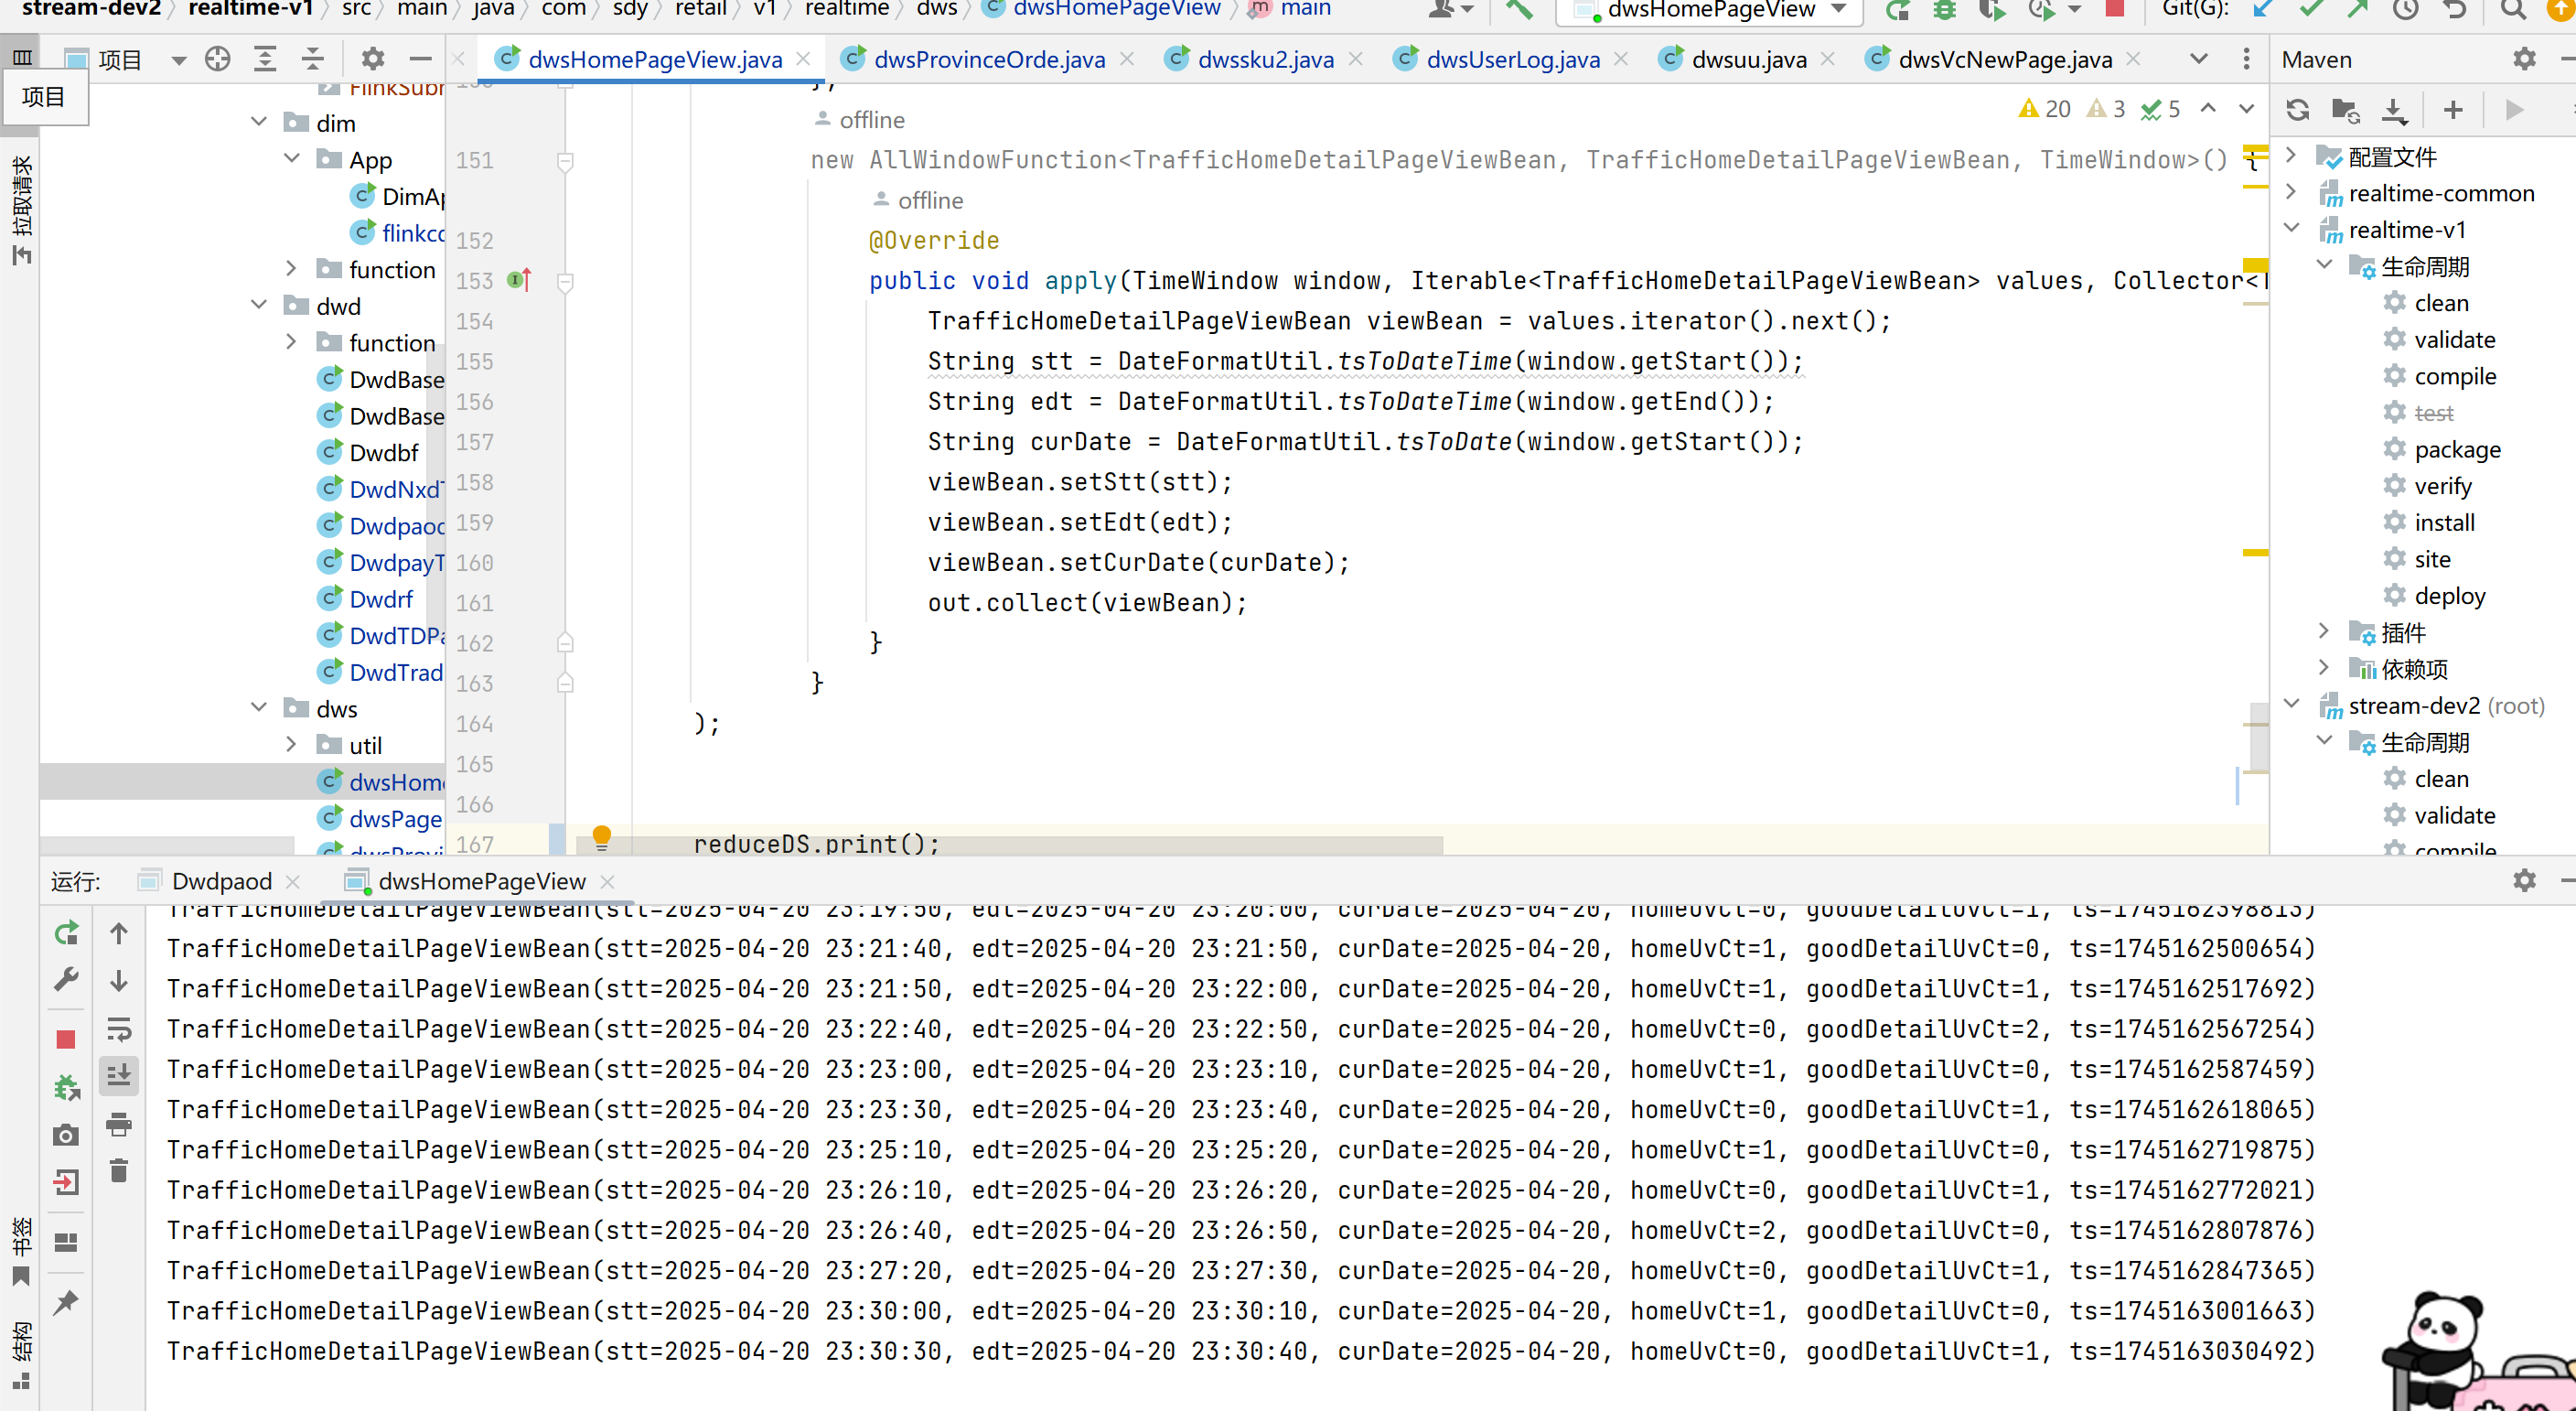 stream-dev2 〉 realtime-v1 〉 src 〉 main 〉 java 〉 com 〉 sdy 〉 retail 〉 v1 〉 realtime 〉 dws 〉 dwsHomePageView 〉 main
dwsHomePageView
Git(G):
项目
项目
拉取请求
书签
结构
FlinkSubm
dim
App
DimAp
flinkcd
function
dwd
function
DwdBase
DwdBase
Dwdbf
DwdNxdT
Dwdpaod
DwdpayT
Dwdrf
DwdTDPa
DwdTrad
dws
util
dwsHome
dwsPage
dwsProvi
dwsHomePageView.java
dwsProvinceOrde.java
dwssku2.java
dwsUserLog.java
dwsuu.java
dwsVcNewPage.java
20 3 5
offline
151 new AllWindowFunction<TrafficHomeDetailPageViewBean, TrafficHomeDetailPageViewBean, TimeWindow>() {
offline
152 @Override
153 public void apply(TimeWindow window, Iterable<TrafficHomeDetailPageViewBean> values, Collector<T
154 TrafficHomeDetailPageViewBean viewBean = values.iterator().next();
155 String stt = DateFormatUtil.tsToDateTime(window.getStart());
156 String edt = DateFormatUtil.tsToDateTime(window.getEnd());
157 String curDate = DateFormatUtil.tsToDate(window.getStart());
158 viewBean.setStt(stt);
159 viewBean.setEdt(edt);
160 viewBean.setCurDate(curDate);
161 out.collect(viewBean);
162 }
163 }
164 );
165
166
167 reduceDS.print();
Maven
配置文件
realtime-common
realtime-v1
生命周期
clean
validate
compile
test
package
verify
install
site
deploy
插件
依赖项
stream-dev2 (root)
生命周期
clean
validate
compile
运行: Dwdpaod dwsHomePageView
TrafficHomeDetailPageViewBean(stt=2025-04-20 23:19:50, edt=2025-04-20 23:20:00, curDate=2025-04-20, homeUvCt=0, goodDetailUvCt=1, ts=1745162398813)
TrafficHomeDetailPageViewBean(stt=2025-04-20 23:21:40, edt=2025-04-20 23:21:50, curDate=2025-04-20, homeUvCt=1, goodDetailUvCt=0, ts=1745162500654)
TrafficHomeDetailPageViewBean(stt=2025-04-20 23:21:50, edt=2025-04-20 23:22:00, curDate=2025-04-20, homeUvCt=1, goodDetailUvCt=1, ts=1745162517692)
TrafficHomeDetailPageViewBean(stt=2025-04-20 23:22:40, edt=2025-04-20 23:22:50, curDate=2025-04-20, homeUvCt=0, goodDetailUvCt=2, ts=1745162567254)
TrafficHomeDetailPageViewBean(stt=2025-04-20 23:23:00, edt=2025-04-20 23:23:10, curDate=2025-04-20, homeUvCt=1, goodDetailUvCt=0, ts=1745162587459)
TrafficHomeDetailPageViewBean(stt=2025-04-20 23:23:30, edt=2025-04-20 23:23:40, curDate=2025-04-20, homeUvCt=0, goodDetailUvCt=1, ts=1745162618065)
TrafficHomeDetailPageViewBean(stt=2025-04-20 23:25:10, edt=2025-04-20 23:25:20, curDate=2025-04-20, homeUvCt=1, goodDetailUvCt=0, ts=1745162719875)
TrafficHomeDetailPageViewBean(stt=2025-04-20 23:26:10, edt=2025-04-20 23:26:20, curDate=2025-04-20, homeUvCt=0, goodDetailUvCt=1, ts=1745162772021)
TrafficHomeDetailPageViewBean(stt=2025-04-20 23:26:40, edt=2025-04-20 23:26:50, curDate=2025-04-20, homeUvCt=2, goodDetailUvCt=0, ts=1745162807876)
TrafficHomeDetailPageViewBean(stt=2025-04-20 23:27:20, edt=2025-04-20 23:27:30, curDate=2025-04-20, homeUvCt=0, goodDetailUvCt=1, ts=1745162847365)
TrafficHomeDetailPageViewBean(stt=2025-04-20 23:30:00, edt=2025-04-20 23:30:10, curDate=2025-04-20, homeUvCt=1, goodDetailUvCt=0, ts=1745163001663)
TrafficHomeDetailPageViewBean(stt=2025-04-20 23:30:30, edt=2025-04-20 23:30:40, curDate=2025-04-20, homeUvCt=0, goodDetailUvCt=1, ts=1745163030492)